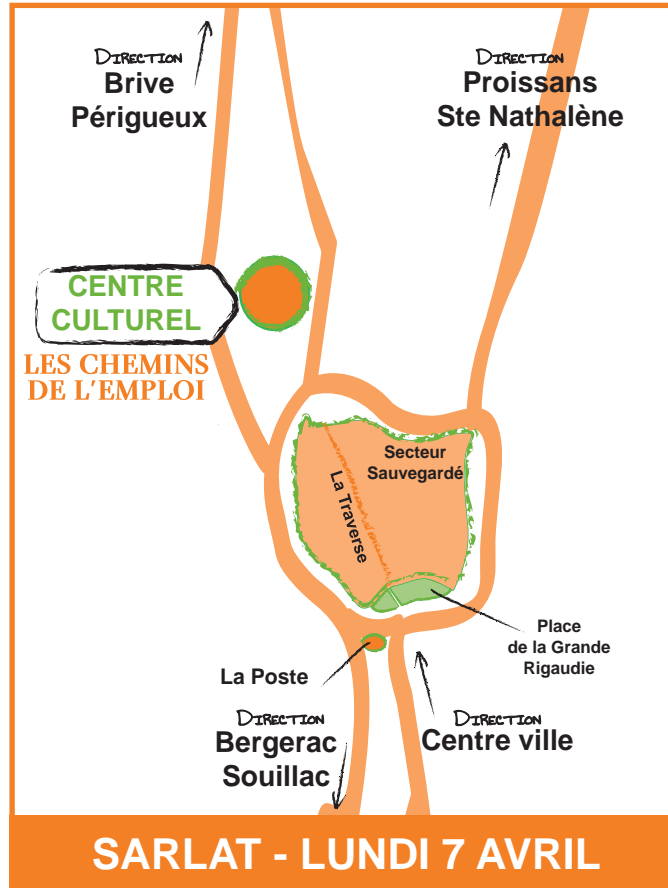 DIRECTION
Brive
Périgueux
DIRECTION
Proissans
Ste Nathalène
CENTRE
CULTUREL
LES CHEMINS
DE L'EMPLOI
Secteur
Sauvegardé
La Traverse
Place
de la Grande
Rigaudie
La Poste
DIRECTION
Bergerac
Souillac
DIRECTION
Centre ville
SARLAT - LUNDI 7 AVRIL